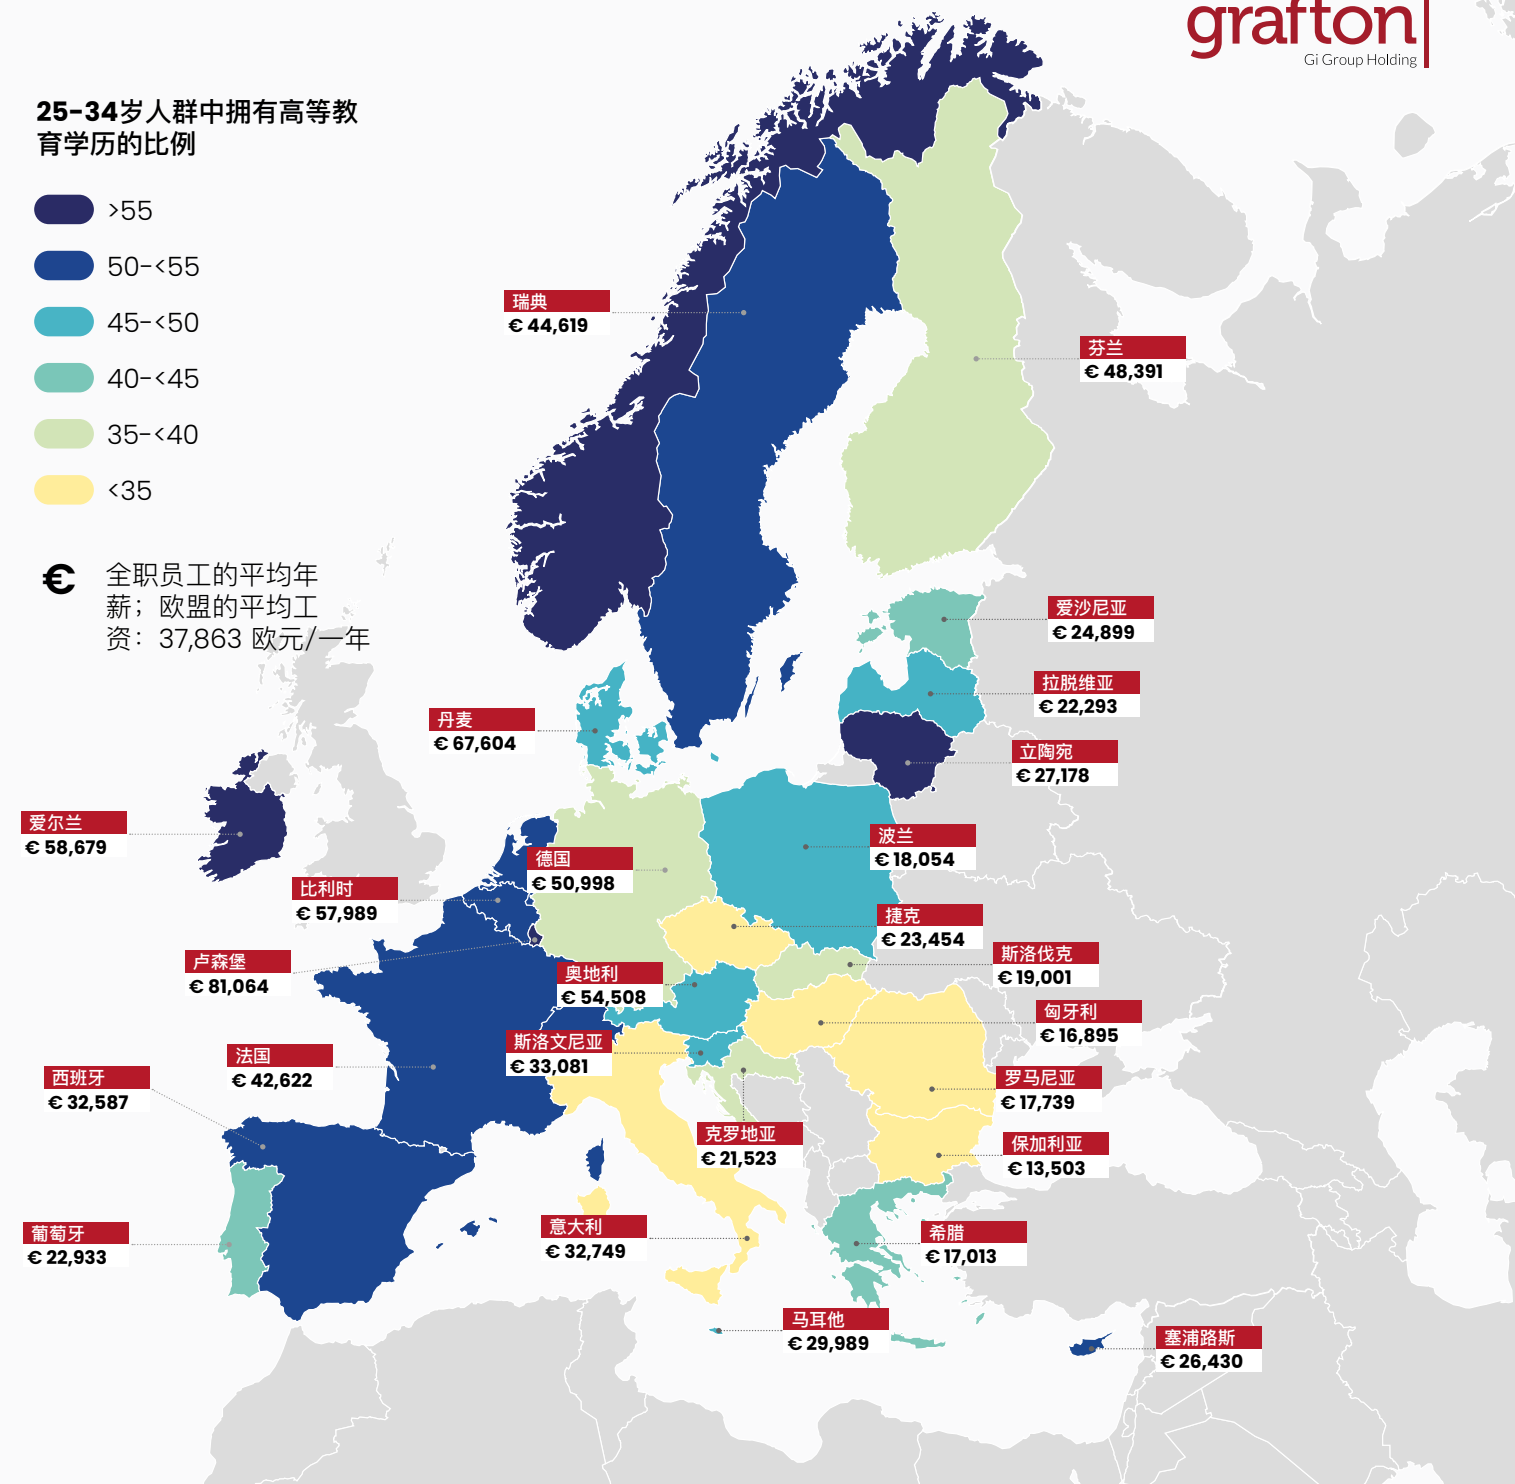 grafton
Gi Group Holding
25-34岁人群中拥有高等教
育学历的比例
>55
50-<55
45-<50
40-<45
35-<40
<35
€ 全职员工的平均年
薪；欧盟的平均工
资：37,863 欧元/一年
瑞典
€ 44,619
芬兰
€ 48,391
爱沙尼亚
€ 24,899
拉脱维亚
€ 22,293
丹麦
€ 67,604
立陶宛
€ 27,178
爱尔兰
€ 58,679
波兰
€ 18,054
德国
€ 50,998
比利时
€ 57,989
捷克
€ 23,454
卢森堡
€ 81,064
斯洛伐克
€ 19,001
奥地利
€ 54,508
匈牙利
€ 16,895
斯洛文尼亚
€ 33,081
法国
€ 42,622
西班牙
€ 32,587
罗马尼亚
€ 17,739
克罗地亚
€ 21,523
保加利亚
€ 13,503
意大利
€ 32,749
葡萄牙
€ 22,933
希腊
€ 17,013
马耳他
€ 29,989
塞浦路斯
€ 26,430